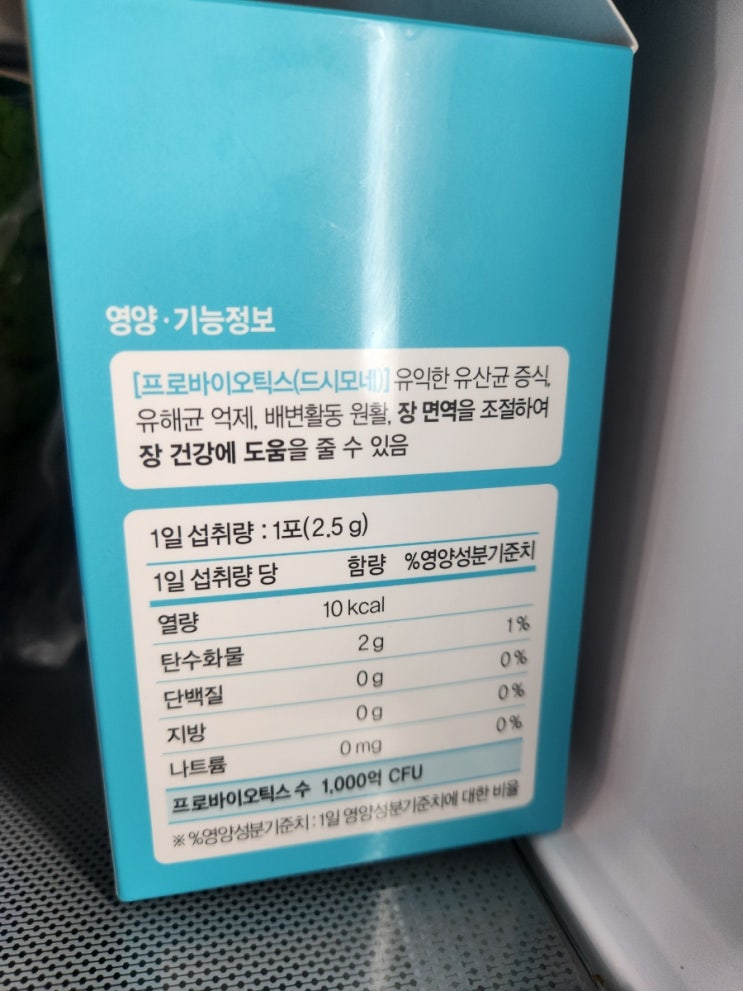 영양·기능정보
[프로바이오틱스(드시모네)] 유익한 유산균 증식,
유해균 억제, 배변활동 원활, 장 면역을 조절하여
장 건강에 도움을 줄 수 있음
1일 섭취량 : 1포(2.5 g)
1일 섭취량 당 함량 %영양성분기준치
열량 10 kcal
탄수화물 2 g 1 %
단백질 0 g 0 %
지방 0 g 0 %
나트륨 0 mg 0 %
프로바이오틱스 수 1,000억 CFU
※ %영양성분기준치 : 1일 영양성분기준치에 대한 비율